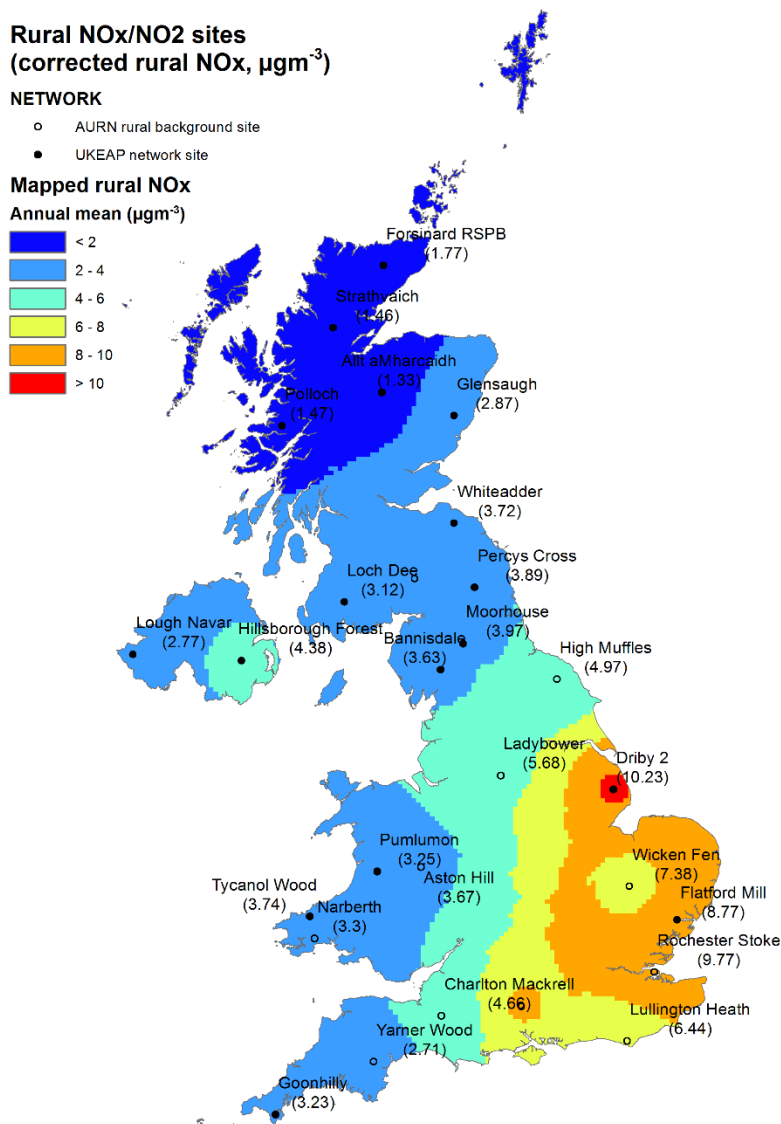 Rural NOx/NO2 sites
(corrected rural NOx, µgm⁻³)
NETWORK
AURN rural background site
UKEAP network site
Mapped rural NOx
Annual mean (µgm⁻³)
< 2
2 - 4
4 - 6
6 - 8
8 - 10
> 10
Forsinard RSPB
(1.77)
Strathvaich
(1.46)
Allt aMharcaidh
(1.33)
Polloch
(1.47)
Glensaugh
(2.87)
Whiteadder
(3.72)
Percys Cross
(3.89)
Loch Dee
(3.12)
Moorhouse
(3.97)
Lough Navar
(2.77)
Hillsborough Forest
(4.38)
Bannisdale
(3.63)
High Muffles
(4.97)
Ladybower
(5.68)
Driby 2
(10.23)
Pumlumon
(3.25)
Aston Hill
(3.67)
Wicken Fen
(7.38)
Tycanol Wood
(3.74)
Narberth
(3.3)
Flatford Mill
(8.77)
Rochester Stoke
(9.77)
Charlton Mackrell
(4.66)
Lullington Heath
(6.44)
Yarner Wood
(2.71)
Goonhilly
(3.23)